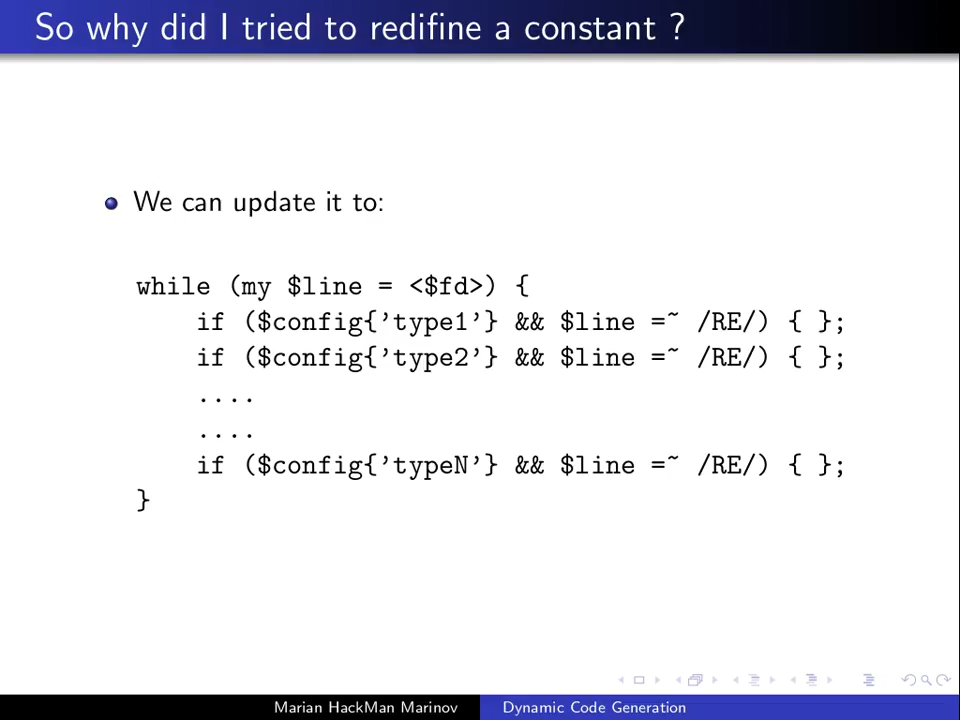 So why did I tried to redifine a constant ?
We can update it to:
while (my $line = <$fd>) {
if ($config{’type1’} && $line =~ /RE/) { };
if ($config{’type2’} && $line =~ /RE/) { };
....
....
if ($config{’typeN’} && $line =~ /RE/) { };
}
Marian HackMan Marinov
Dynamic Code Generation